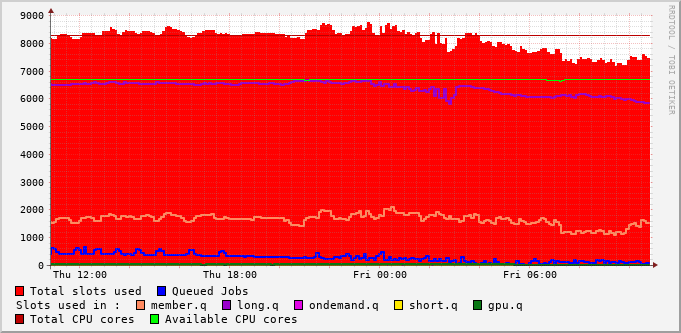 9000
8000
7000
6000
5000
4000
3000
2000
1000
0
Thu 12:00 Thu 18:00 Fri 00:00 Fri 06:00
RRDTOOL / TOBI OETIKER
Total slots used Queued Jobs
Slots used in : member.q long.q ondemand.q short.q gpu.q
Total CPU cores Available CPU cores